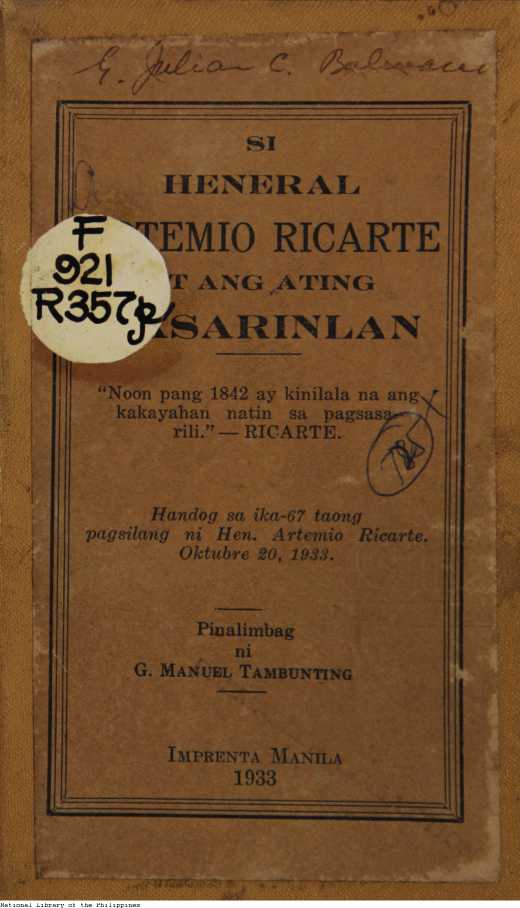 G. Julian C.
SI
HENERAL
TEMIO RICARTE
T ANG ATING
SARINLAN
F
921
R357p
"Noon pang 1842 ay kinilala na ang
kakayahan natin sa pagsasa-
rili." — RICARTE.
Handog sa ika-67 taong
pagsilang ni Hen. Artemio Ricarte.
Oktubre 20, 1933.
Pinalimbag
ni
G. MANUEL TAMBUNTING
IMPRENTA MANILA
1933
National Library of the Philippines